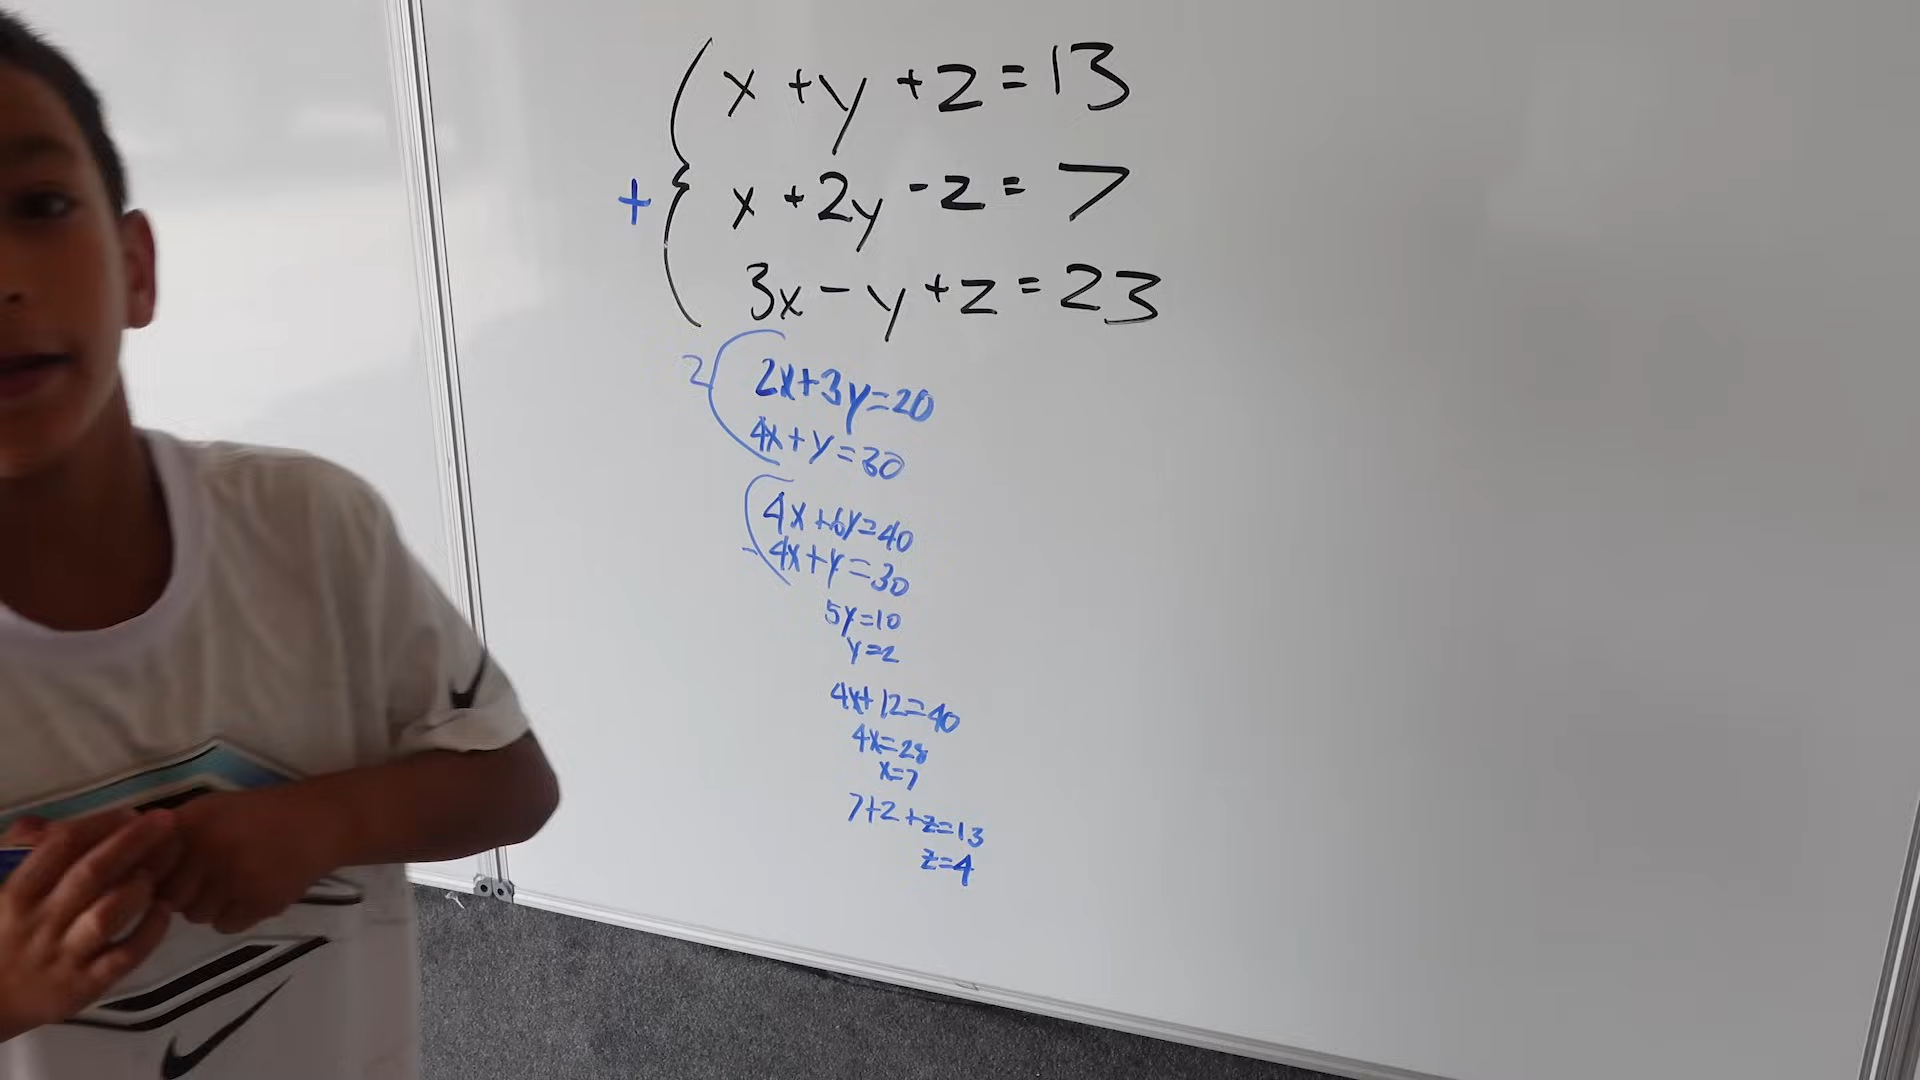 x + y + z = 13
+ x + 2y - z = 7
3x - y + z = 23
2 2x+3y=20
4x+y=30
4x+6y=40
- 4x+y=30
5y=10
y=2
4x+12=40
4x=28
x=7
7+2+z=13
z=4